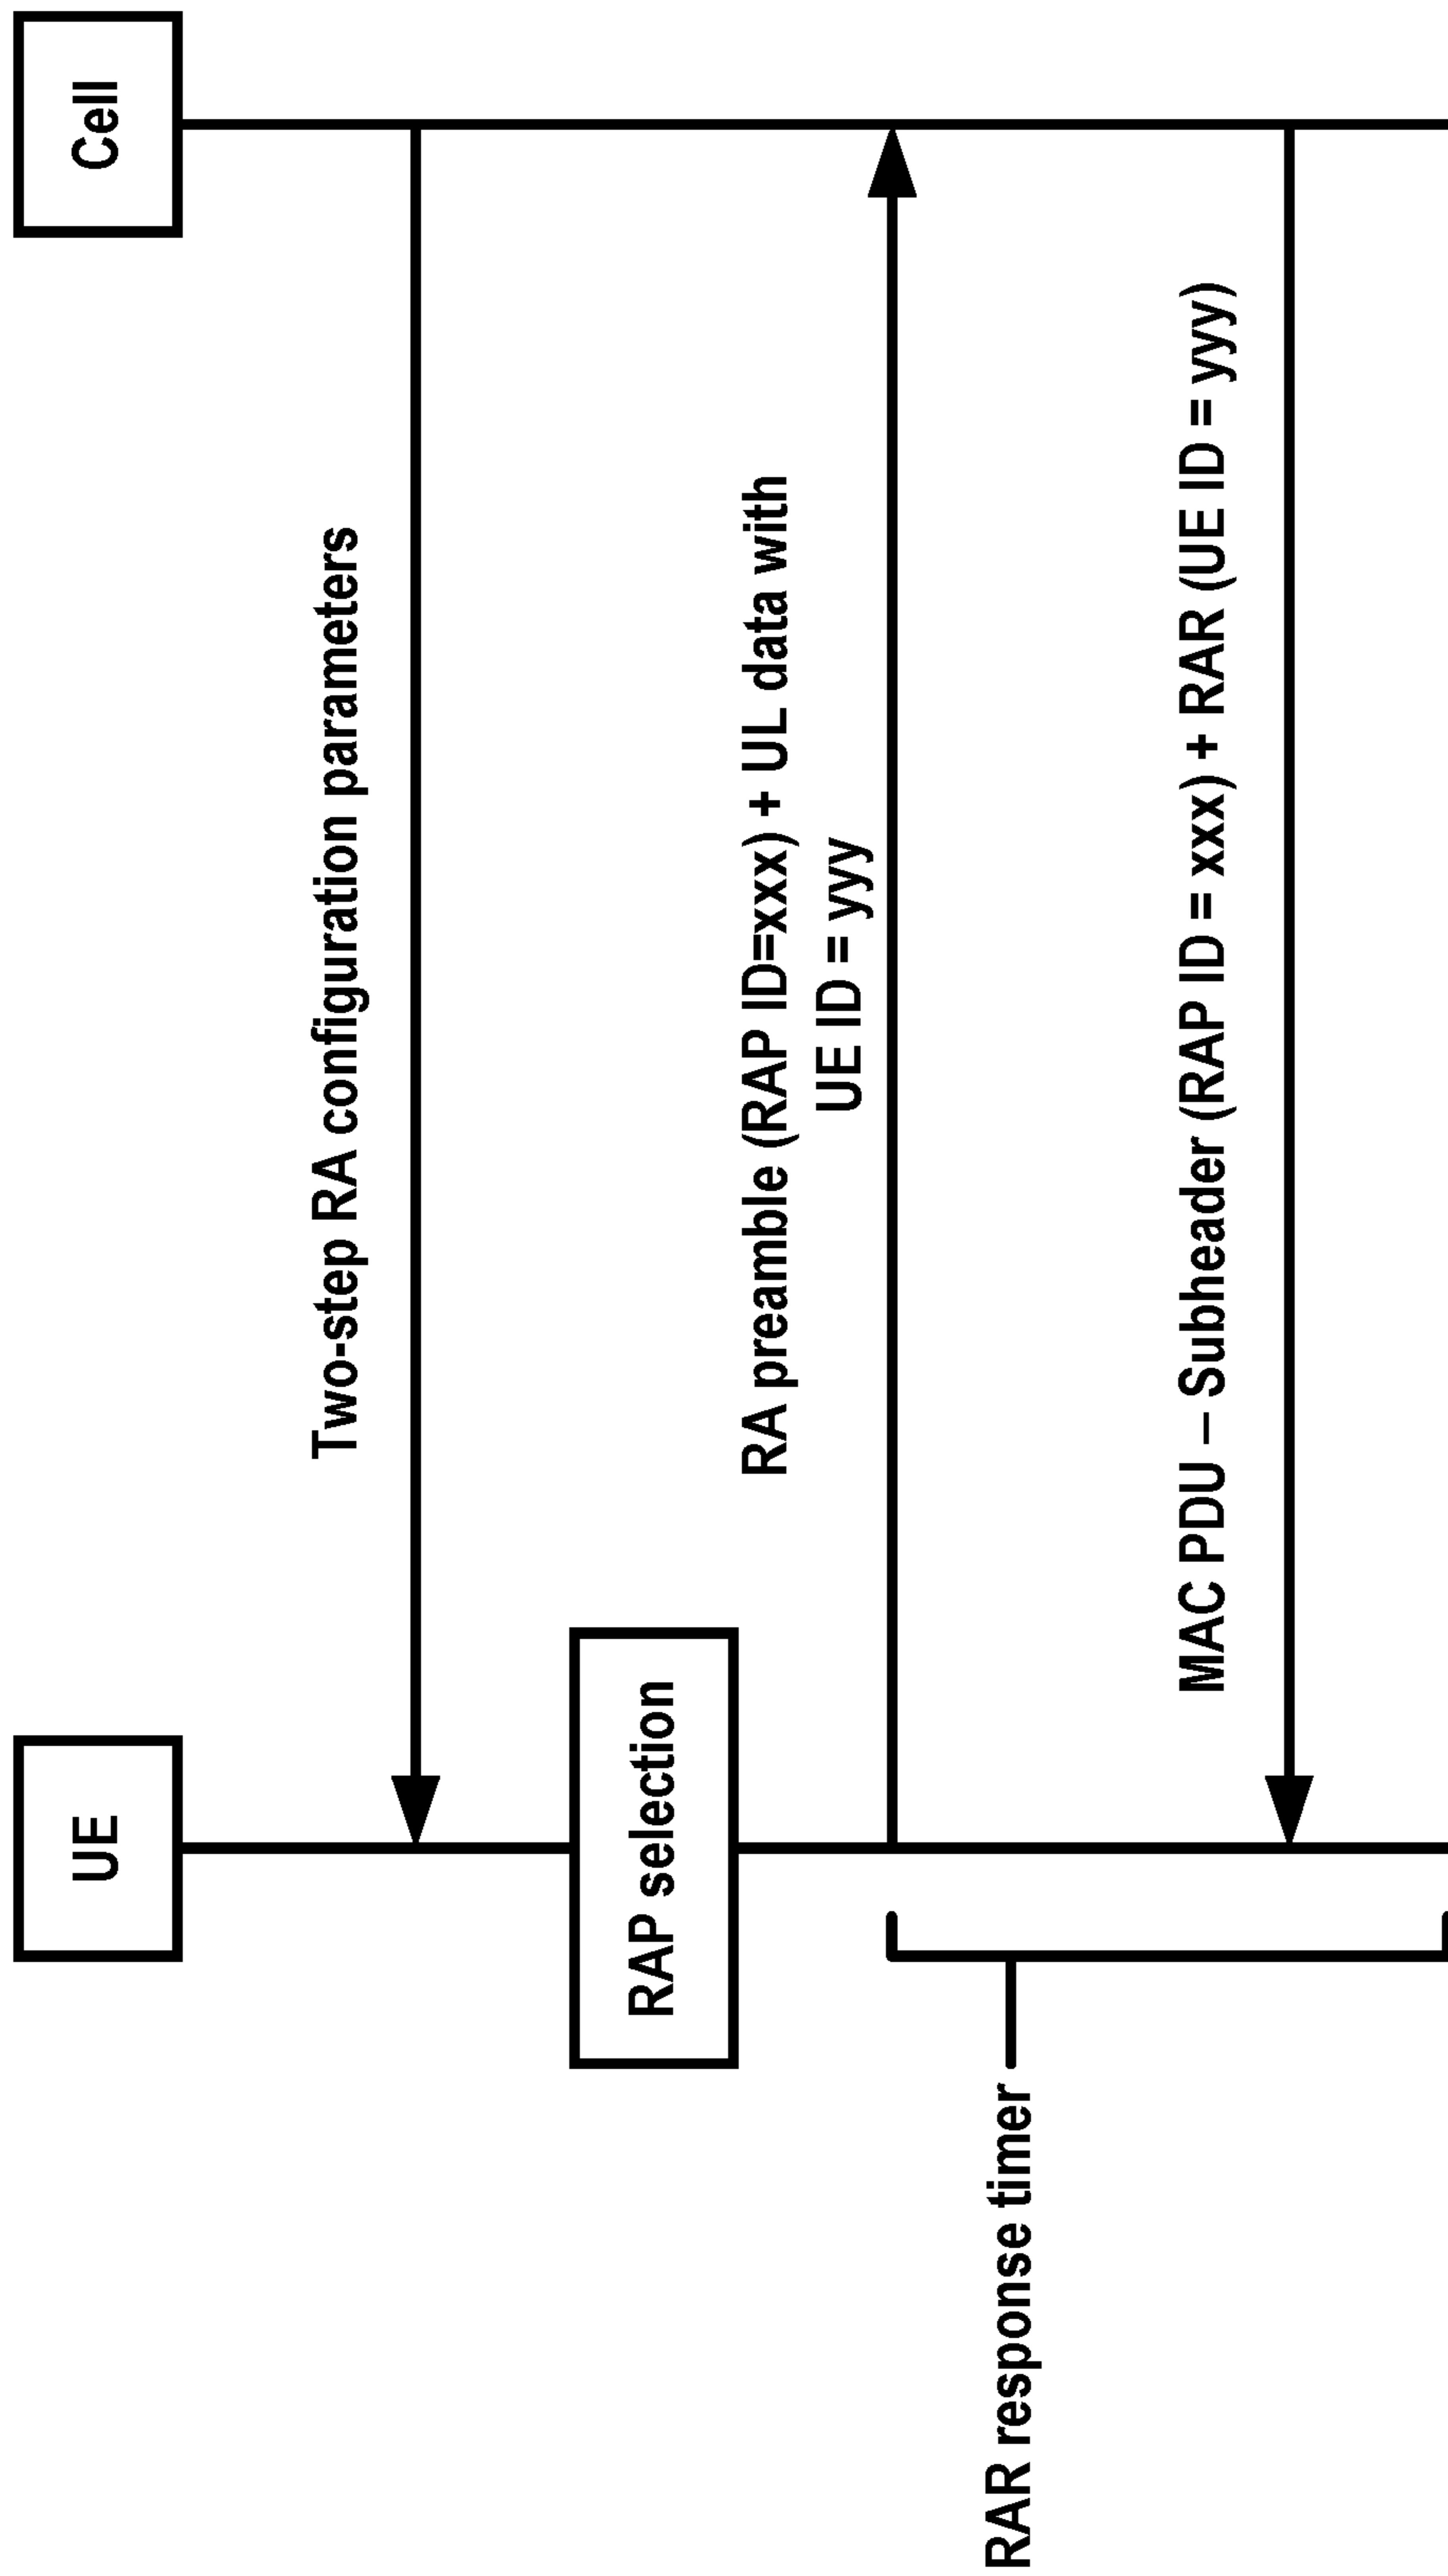 UE
Cell
Two-step RA configuration parameters
RAP selection
RA preamble (RAP ID=xxx) + UL data with
UE ID = yyy
RAR response timer
MAC PDU – Subheader (RAP ID = xxx) + RAR (UE ID = yyy)